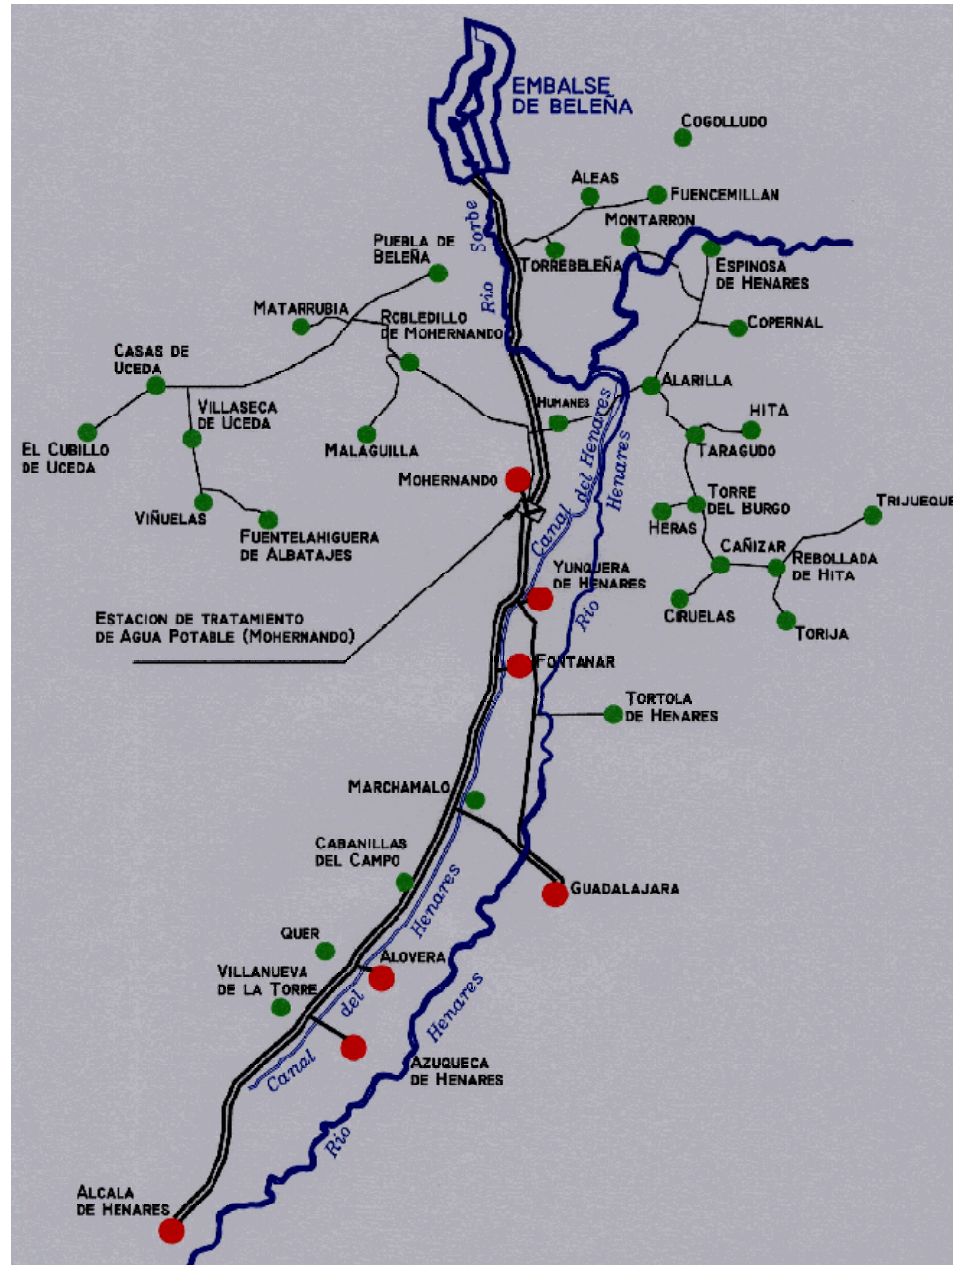 EMBALSE
DE BELEÑA
COGOLLUDO
ALEAS
FUENCEMILLAN
MONTARRON
Sorbe
Río
PUEBLA DE
BELEÑA
TORREBELEÑA
ESPINOSA
DE HENARES
MATARRUBIA
ROBLEDILLO
DE MOHERNANDO
COPERNAL
CASAS DE
UCEDA
ALARILLA
HUMANES
VILLASECA
DE UCEDA
HITA
EL CUBILLO
DE UCEDA
MALAGUILLA
TARAGUDO
Canal del Henares
Henares
Río
MOHERNANDO
TORRE
DEL BURGO
TRIJUEQUE
VIÑUELAS
HERAS
FUENTELAHIGUERA
DE ALBATAJES
CAÑIZAR
REBOLLADA
DE HITA
YUNQUERA
DE HENARES
CIRUELAS
TORIJA
ESTACION DE TRATAMIENTO
DE AGUA POTABLE (MOHERNANDO)
FONTANAR
TORTOLA
DE HENARES
MARCHAMALO
CABANILLAS
DEL CAMPO
GUADALAJARA
QUER
ALOVERA
VILLANUEVA
DE LA TORRE
Canal del Henares
Río Henares
AZUQUECA
DE HENARES
ALCALA
DE HENARES